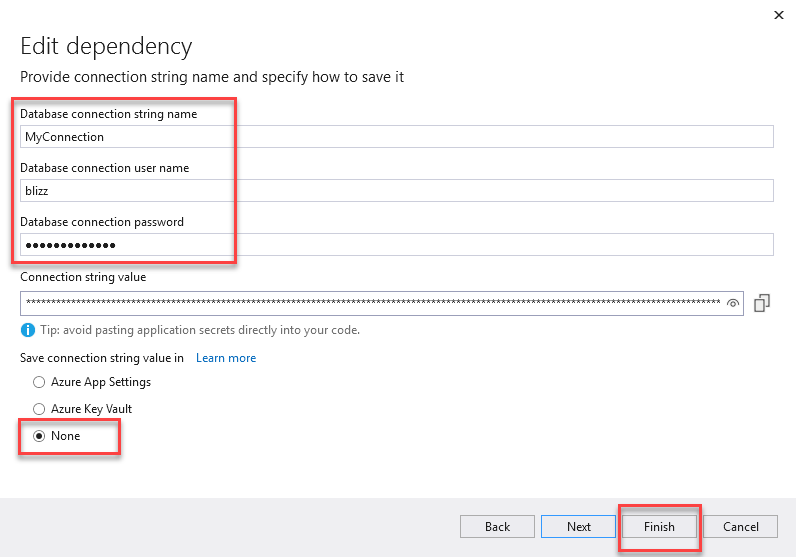 Edit dependency
Provide connection string name and specify how to save it
Database connection string name
MyConnection
Database connection user name
blizz
Database connection password
●●●●●●●●●●●●●
Connection string value
****************************************************************************************************************************************
Tip: avoid pasting application secrets directly into your code.
Save connection string value in Learn more
Azure App Settings
Azure Key Vault
None
Back Next Finish Cancel